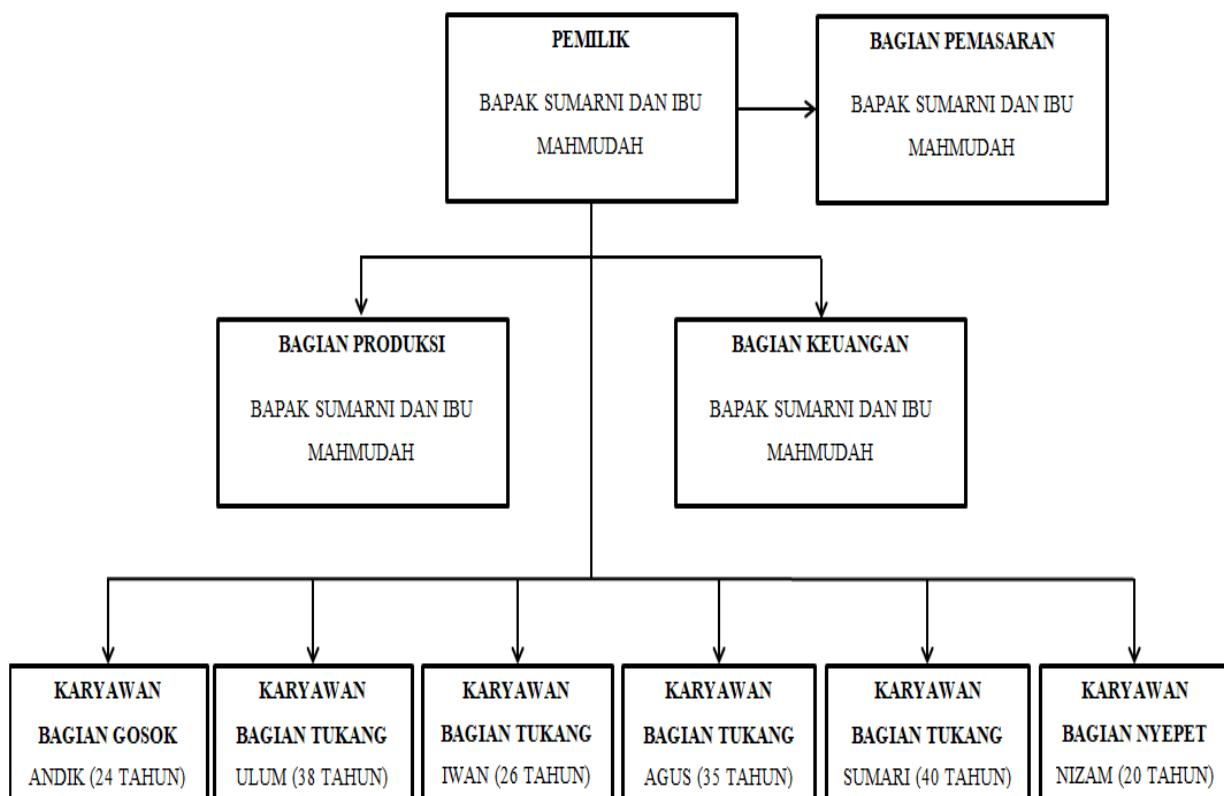 PEMILIK
BAPAK SUMARNI DAN IBU
MAHMUDAH
BAGIAN PEMASARAN
BAPAK SUMARNI DAN IBU
MAHMUDAH
BAGIAN PRODUKSI
BAPAK SUMARNI DAN IBU
MAHMUDAH
BAGIAN KEUANGAN
BAPAK SUMARNI DAN IBU
MAHMUDAH
KARYAWAN
BAGIAN GOSOK
ANDIK (24 TAHUN)
KARYAWAN
BAGIAN TUKANG
ULUM (38 TAHUN)
KARYAWAN
BAGIAN TUKANG
IWAN (26 TAHUN)
KARYAWAN
BAGIAN TUKANG
AGUS (35 TAHUN)
KARYAWAN
BAGIAN TUKANG
SUMARI (40 TAHUN)
KARYAWAN
BAGIAN NYEPET
NIZAM (20 TAHUN)